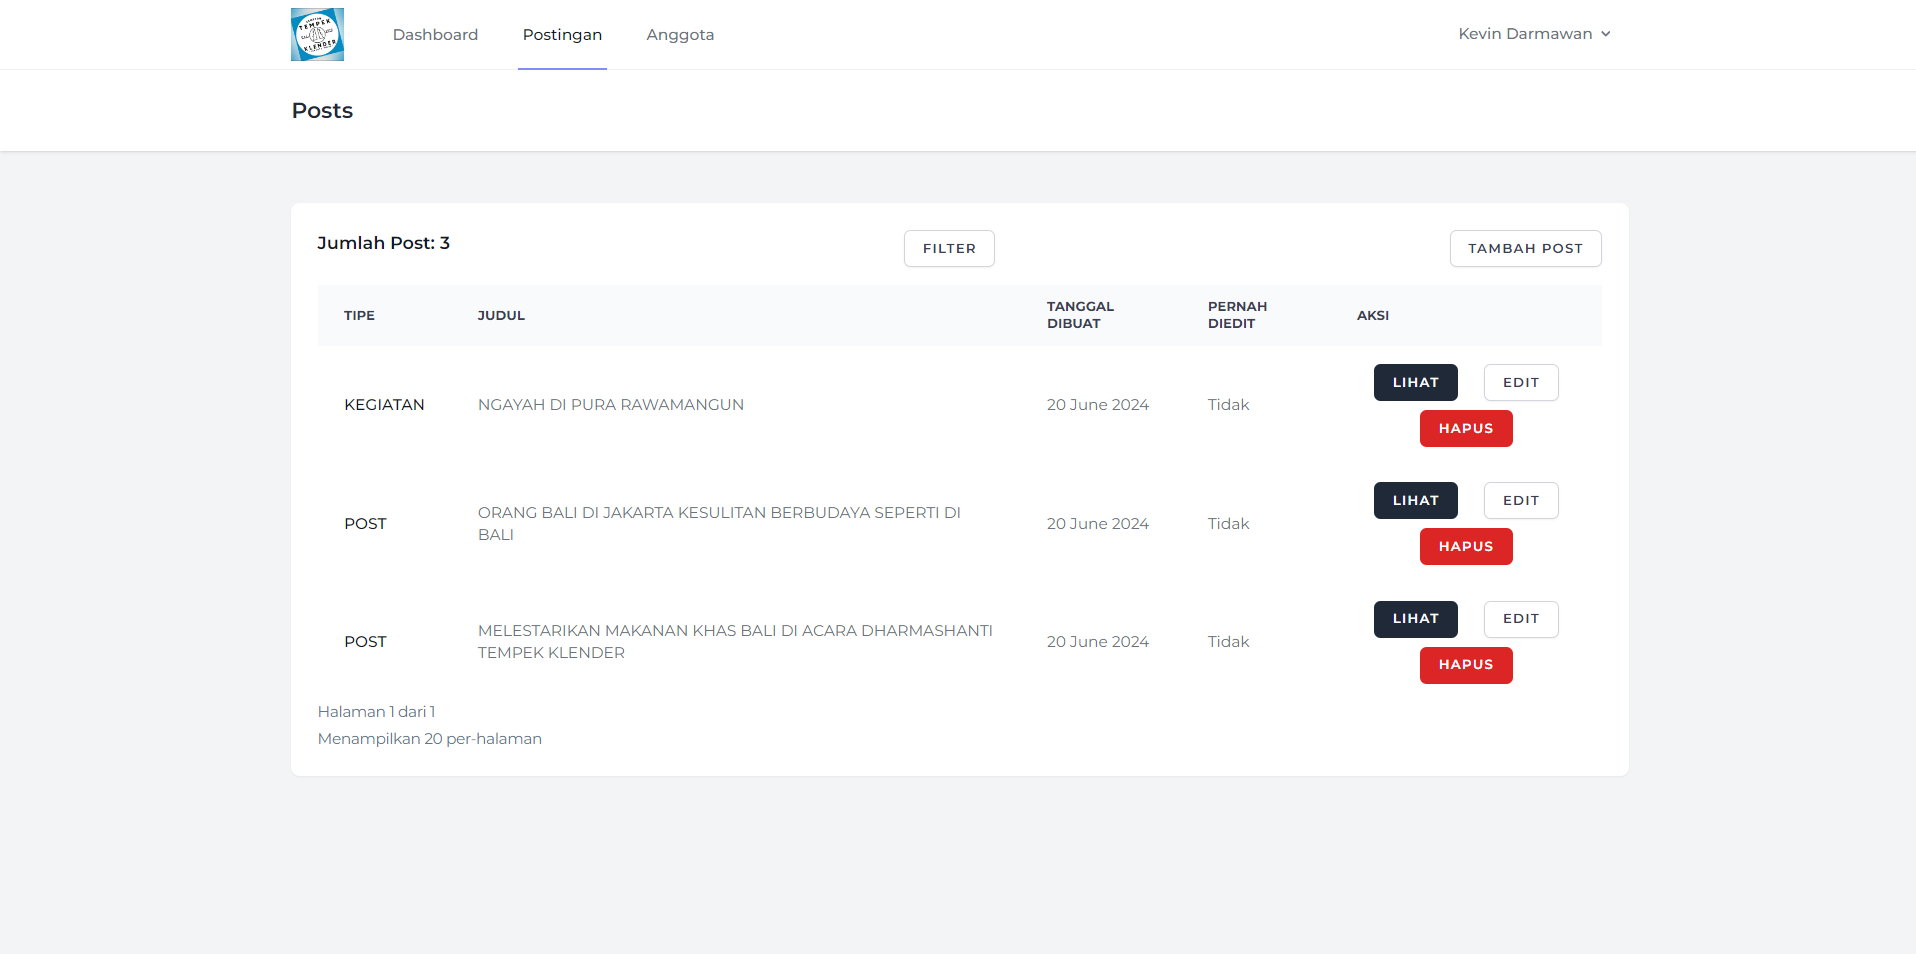 TEMPEK
KLENDER
Dashboard
Postingan
Anggota
Kevin Darmawan
Posts
Jumlah Post: 3
FILTER
TAMBAH POST
TIPE
JUDUL
TANGGAL
DIBUAT
PERNAH
DIEDIT
AKSI
KEGIATAN
NGAYAH DI PURA RAWAMANGUN
20 June 2024
Tidak
LIHAT
EDIT
HAPUS
POST
ORANG BALI DI JAKARTA KESULITAN BERBUDAYA SEPERTI DI
BALI
20 June 2024
Tidak
LIHAT
EDIT
HAPUS
POST
MELESTARIKAN MAKANAN KHAS BALI DI ACARA DHARMASHANTI
TEMPEK KLENDER
20 June 2024
Tidak
LIHAT
EDIT
HAPUS
Halaman 1 dari 1
Menampilkan 20 per-halaman